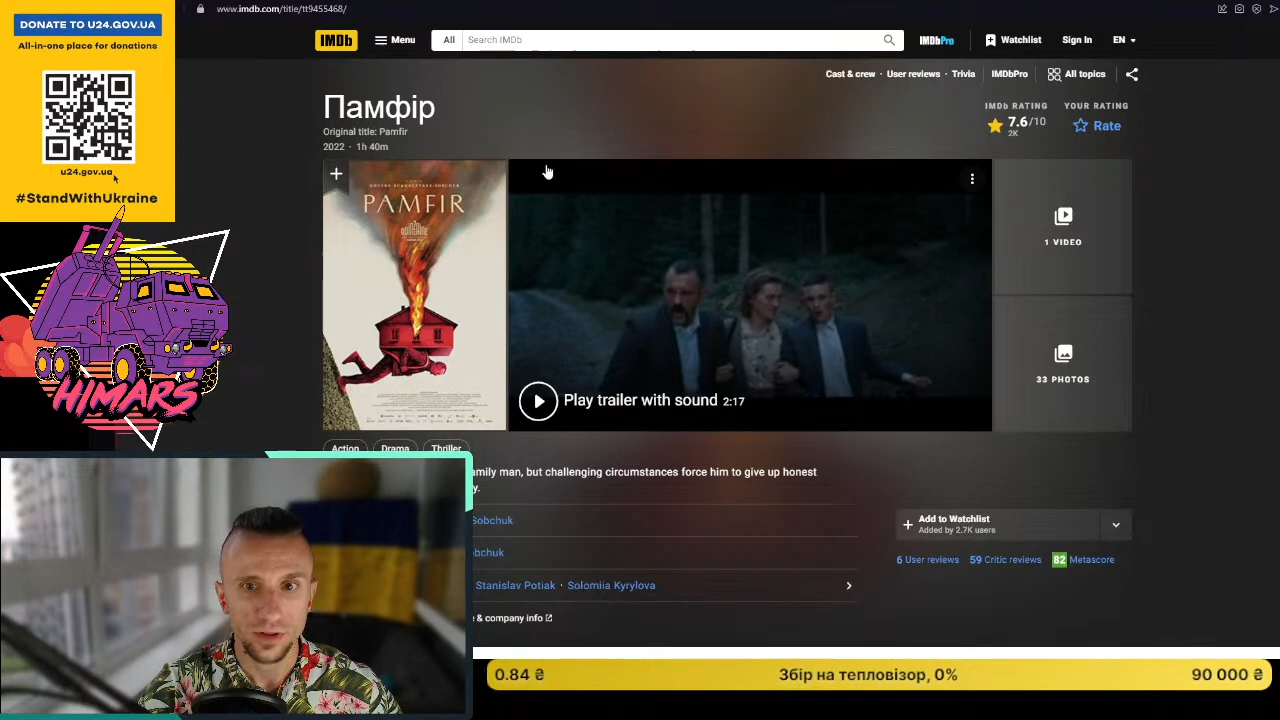 www.imdb.com/title/tt9455468/
DONATE TO U24.GOV.UA
All-in-one place for donations
u24.gov.ua
#StandWithUkraine
HIMARS
IMDb
Menu
All
Search IMDb
IMDbPro
Watchlist
Sign In
EN
Cast & crew · User reviews · Trivia
IMDbPro
All topics
Памфір
Original title: Pamfir
2022 · 1h 40m
IMDb RATING
7.6/10
2K
YOUR RATING
Rate
PAMFIR
Play trailer with sound 2:17
1 VIDEO
33 PHOTOS
Action
Drama
Thriller
amily man, but challenging circumstances force him to give up honest
y.
Sobchuk
bchuk
Stanislav Potiak · Solomiia Kyrylova
e & company info
Add to Watchlist
Added by 2.7K users
6 User reviews
59 Critic reviews
82 Metascore
0.84 ₴
Збір на тепловізор, 0%
90 000 ₴